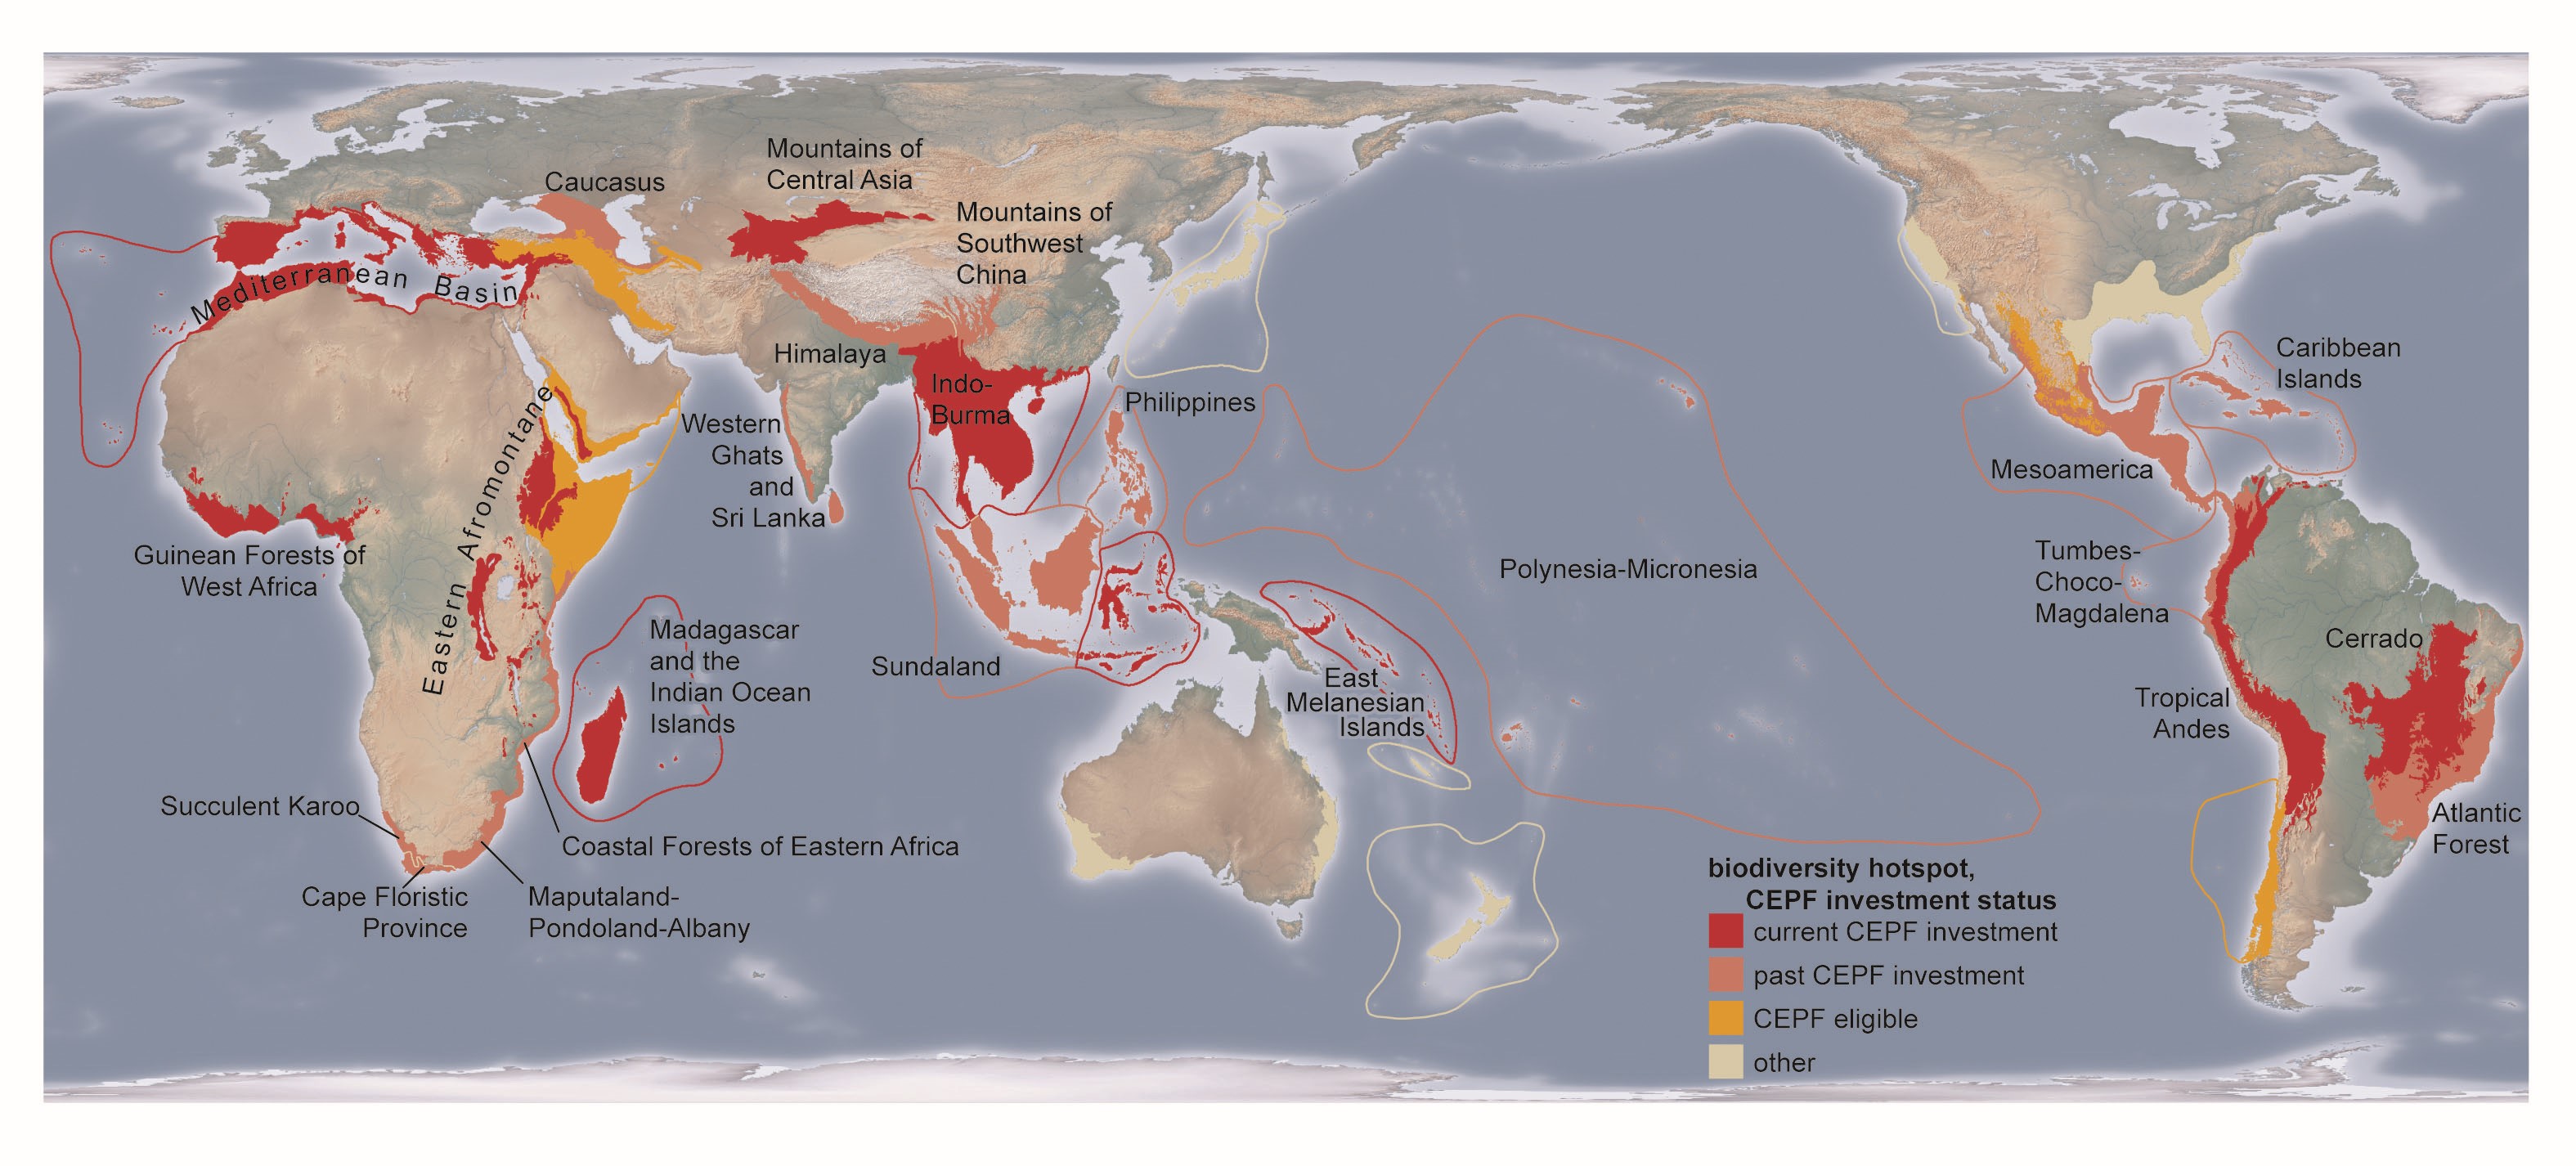 Caucasus
Mountains of
Central Asia
Mountains of
Southwest
China
Mediterranean Basin
Himalaya
Indo-
Burma
Philippines
Western
Ghats
and
Sri Lanka
Eastern Afromontane
Guinean Forests of
West Africa
Madagascar
and the
Indian Ocean
Islands
Sundaland
East
Melanesian
Islands
Polynesia-Micronesia
Caribbean
Islands
Mesoamerica
Tumbes-
Choco-
Magdalena
Cerrado
Tropical
Andes
Atlantic
Forest
Succulent Karoo
Coastal Forests of Eastern Africa
Cape Floristic
Province
Maputaland-
Pondoland-Albany
biodiversity hotspot,
CEPF investment status
current CEPF investment
past CEPF investment
CEPF eligible
other